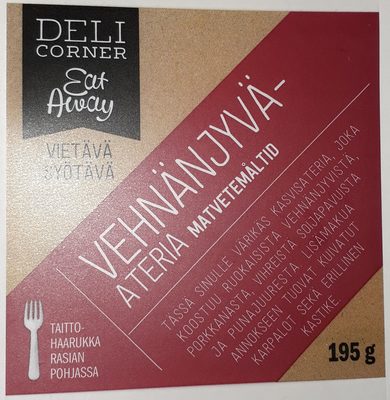 DELI
CORNER
Eat
Away
VIETÄVÄ
SYÖTÄVÄ
VEHNÄNJYVÄ-
ATERIA MATVETEMÅLTID
TÄSSÄ SINULLE VÄRIKÄS KASVISATERIA, JOKA
KOOSTUU RUOKAISISTA VEHNÄNJYVISTÄ,
PORKKANASTA, VIHREISTÄ SOIJAPAVUISTA
JA PUNAJUURESTA. LISÄMAKUA
ANNOKSEEN TUOVAT KUIVATUT
KARPALOT SEKÄ ERILLINEN
KASTIKE.
TAITTO-
HAARUKKA
RASIAN
POHJASSA
195 g